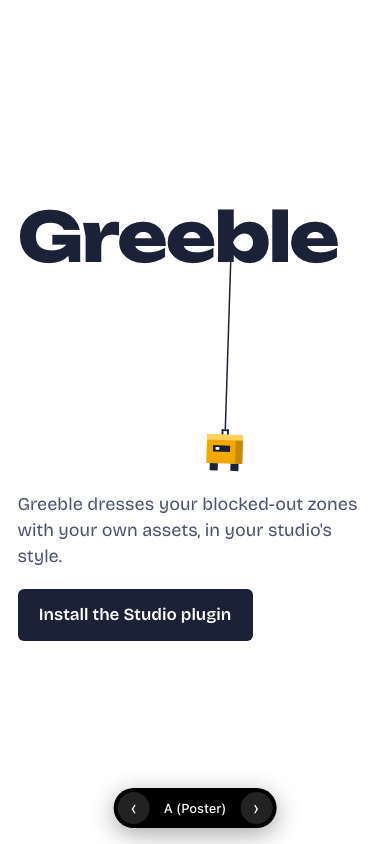 Greeble
Greeble dresses your blocked-out zones
with your own assets, in your studio's
style.
Install the Studio plugin
‹ A (Poster) ›